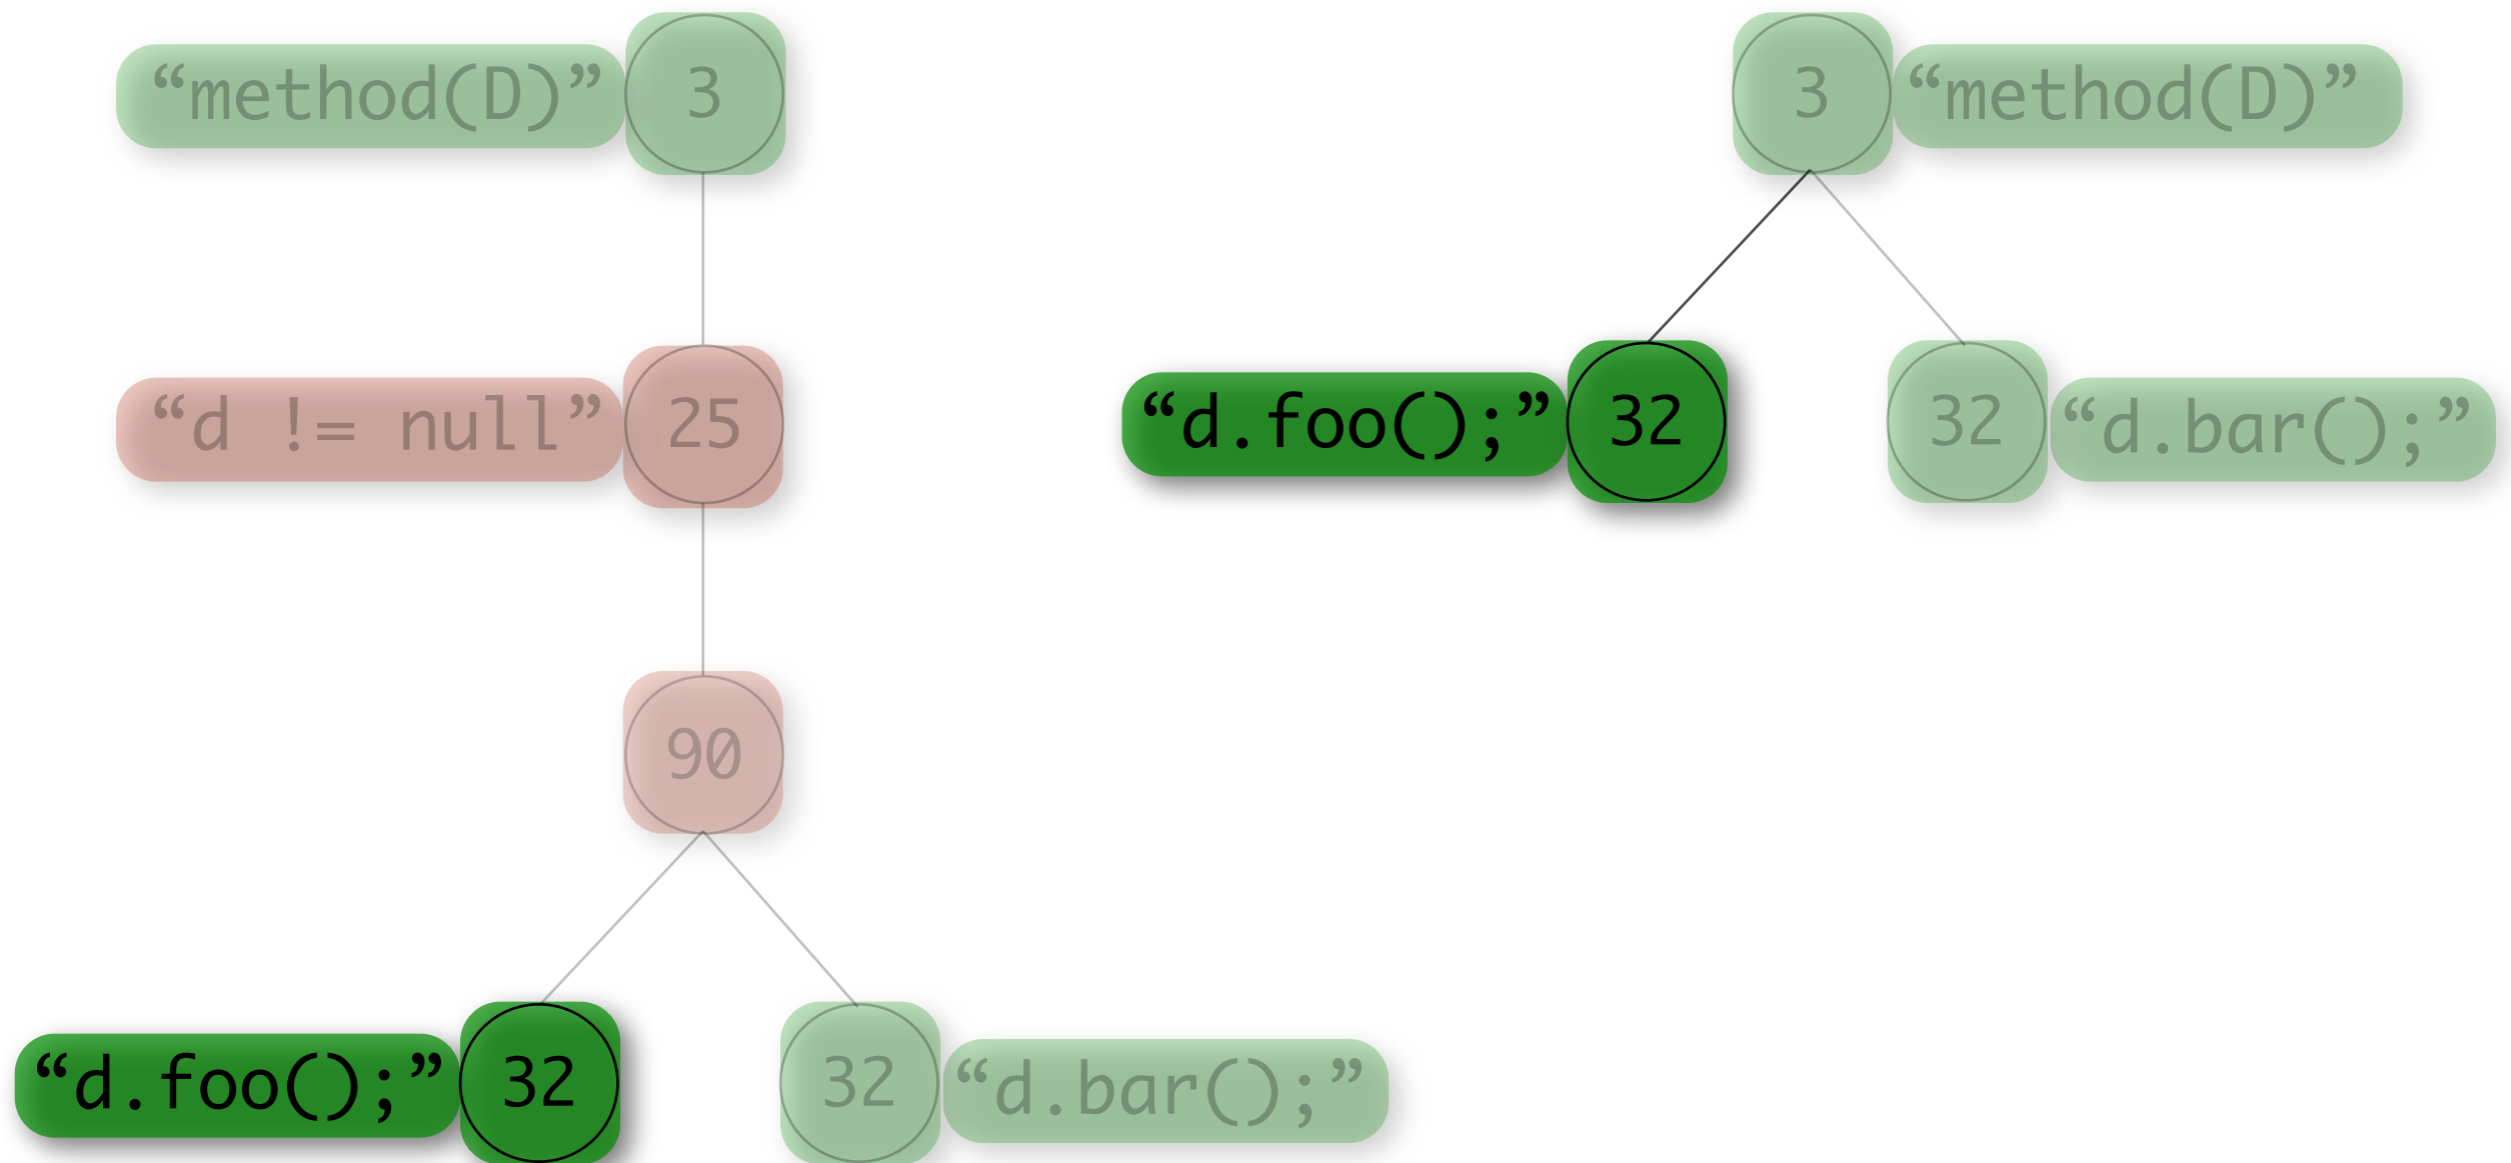 “method(D)” 3
3 “method(D)”
“d != null” 25
“d.foo();” 32
32 “d.bar();”
90
“d.foo();” 32
32 “d.bar();”